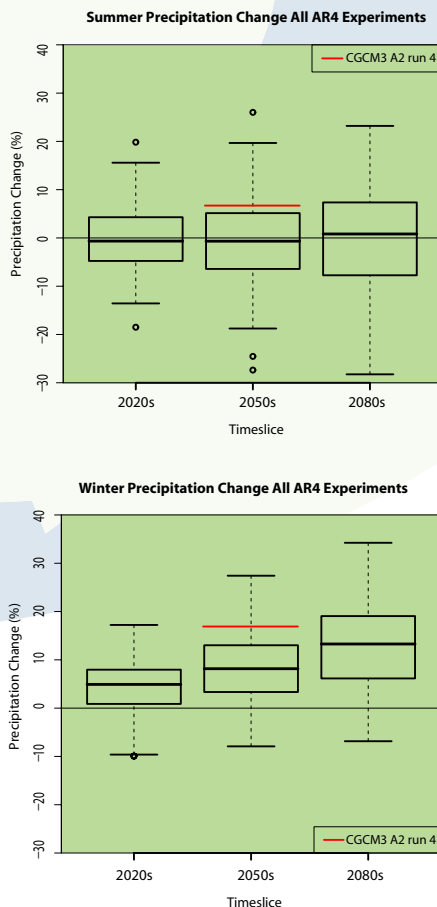 Summer Precipitation Change All AR4 Experiments
CGCM3 A2 run 4
Precipitation Change (%)
40
30
20
10
0
−10
−20
−30
2020s 2050s 2080s
Timeslice
Winter Precipitation Change All AR4 Experiments
Precipitation Change (%)
40
30
20
10
0
−10
−20
−30
CGCM3 A2 run 4
2020s 2050s 2080s
Timeslice